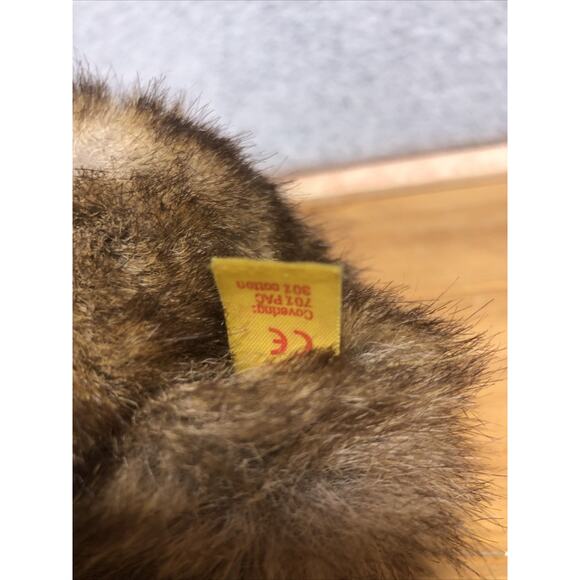 CE
Covering:
70% PAC
30% cotton